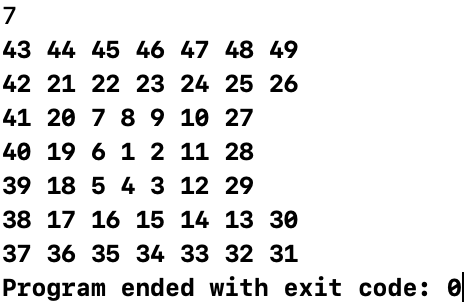 7
43 44 45 46 47 48 49
42 21 22 23 24 25 26
41 20 7 8 9 10 27
40 19 6 1 2 11 28
39 18 5 4 3 12 29
38 17 16 15 14 13 30
37 36 35 34 33 32 31
Program ended with exit code: 0